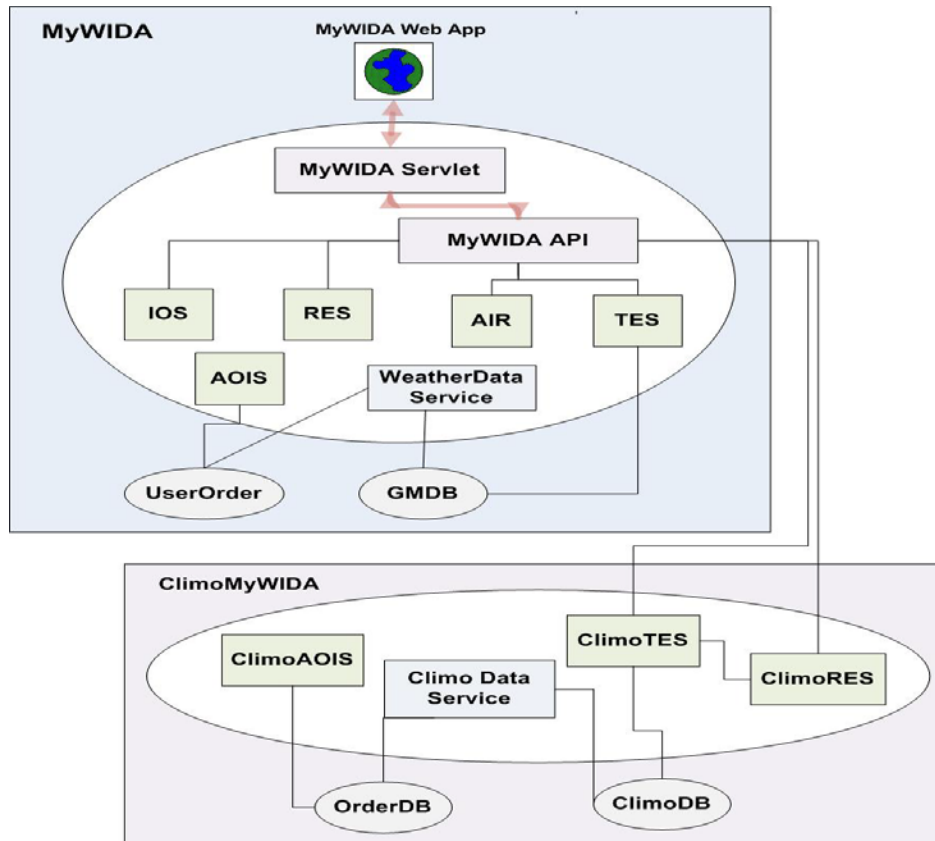 MyWIDA
MyWIDA Web App
MyWIDA Servlet
MyWIDA API
IOS
RES
AIR
TES
AOIS
WeatherData
Service
UserOrder
GMDB
ClimoMyWIDA
ClimoAOIS
Climo Data
Service
ClimoTES
ClimoRES
OrderDB
ClimoDB